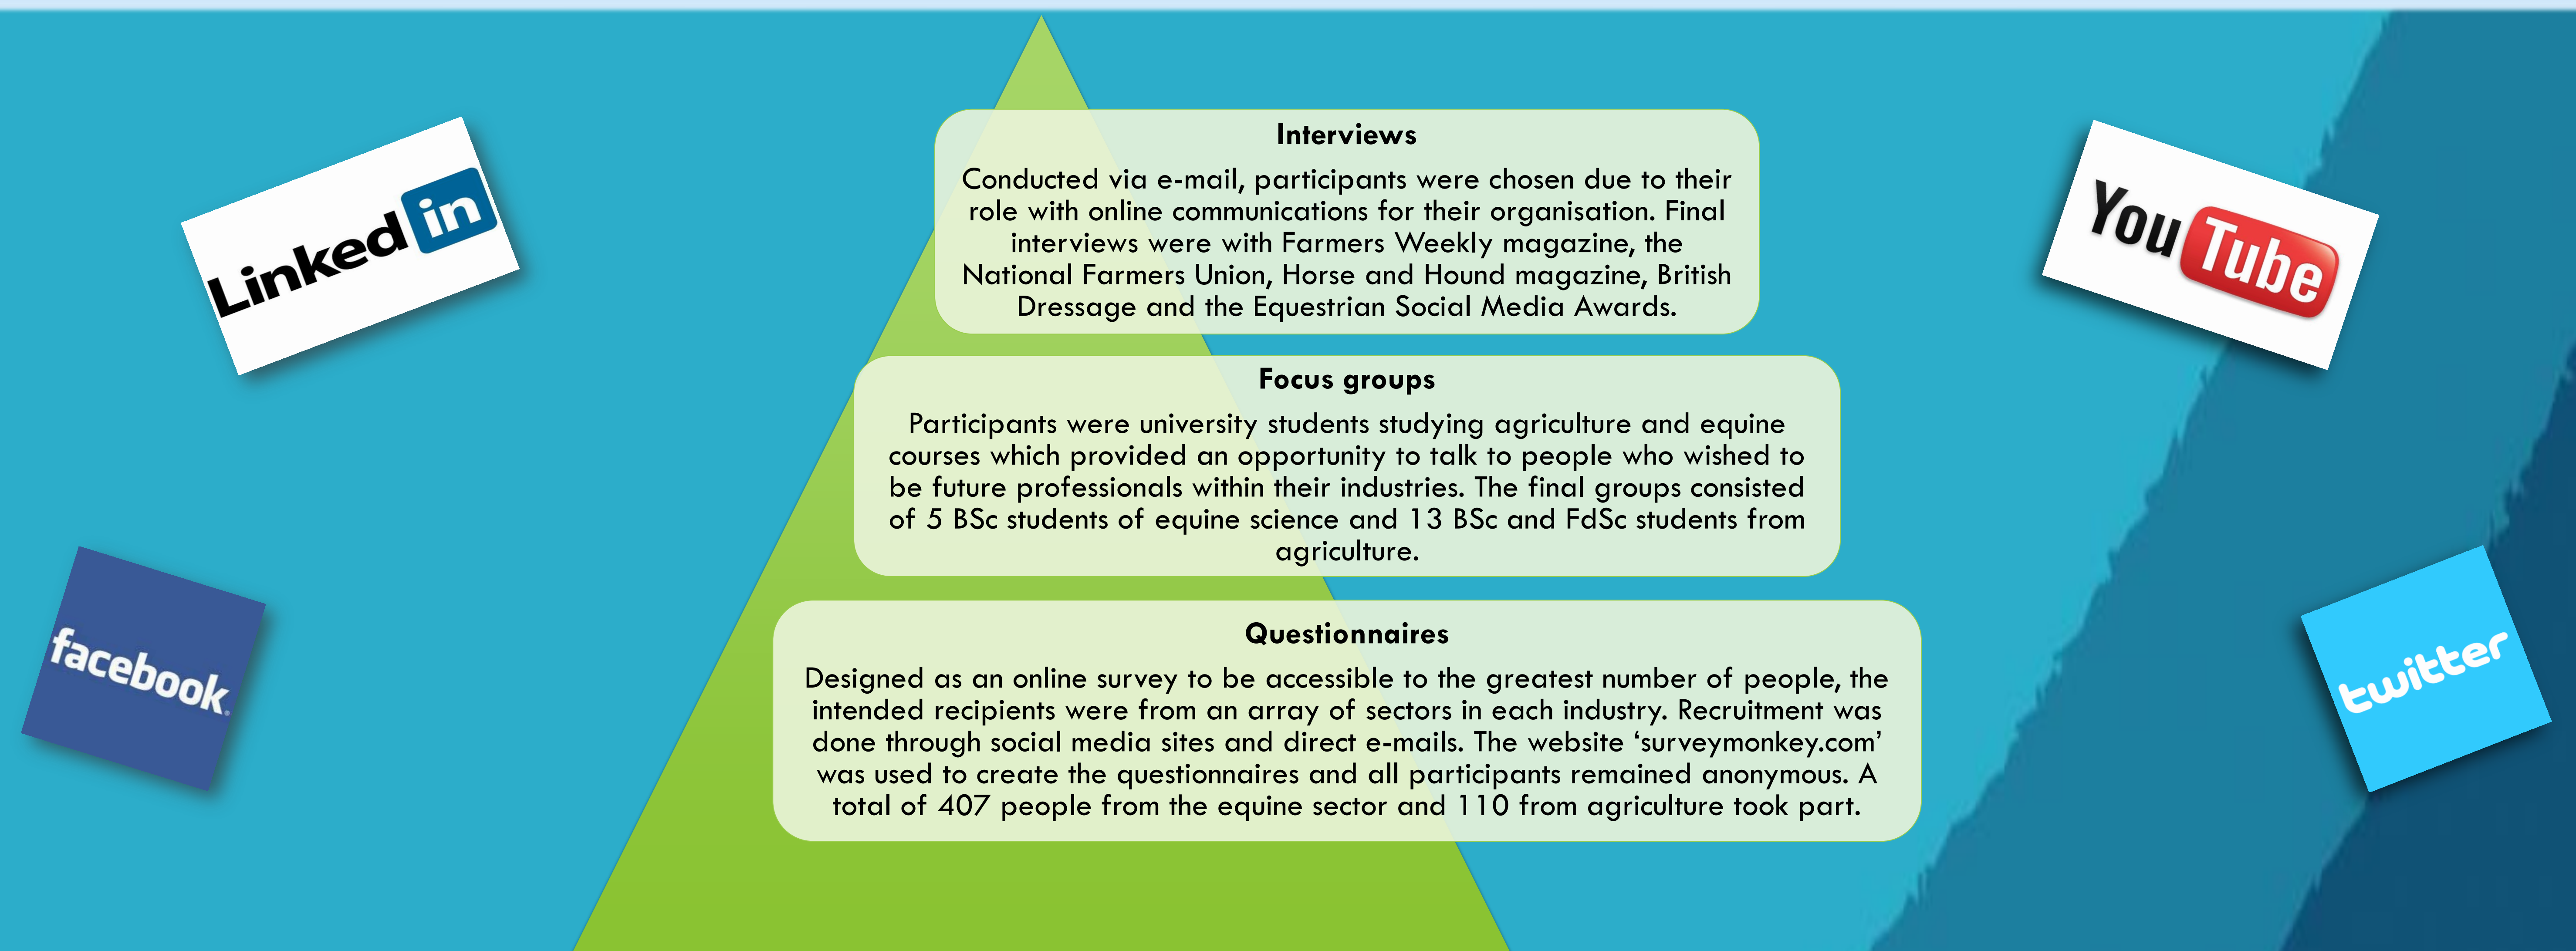 Linked in
You Tube
facebook.
twitter
Interviews
Conducted via e-mail, participants were chosen due to their
role with online communications for their organisation. Final
interviews were with Farmers Weekly magazine, the
National Farmers Union, Horse and Hound magazine, British
Dressage and the Equestrian Social Media Awards.
Focus groups
Participants were university students studying agriculture and equine
courses which provided an opportunity to talk to people who wished to
be future professionals within their industries. The final groups consisted
of 5 BSc students of equine science and 13 BSc and FdSc students from
agriculture.
Questionnaires
Designed as an online survey to be accessible to the greatest number of people, the
intended recipients were from an array of sectors in each industry. Recruitment was
done through social media sites and direct e-mails. The website ‘surveymonkey.com’
was used to create the questionnaires and all participants remained anonymous. A
total of 407 people from the equine sector and 110 from agriculture took part.